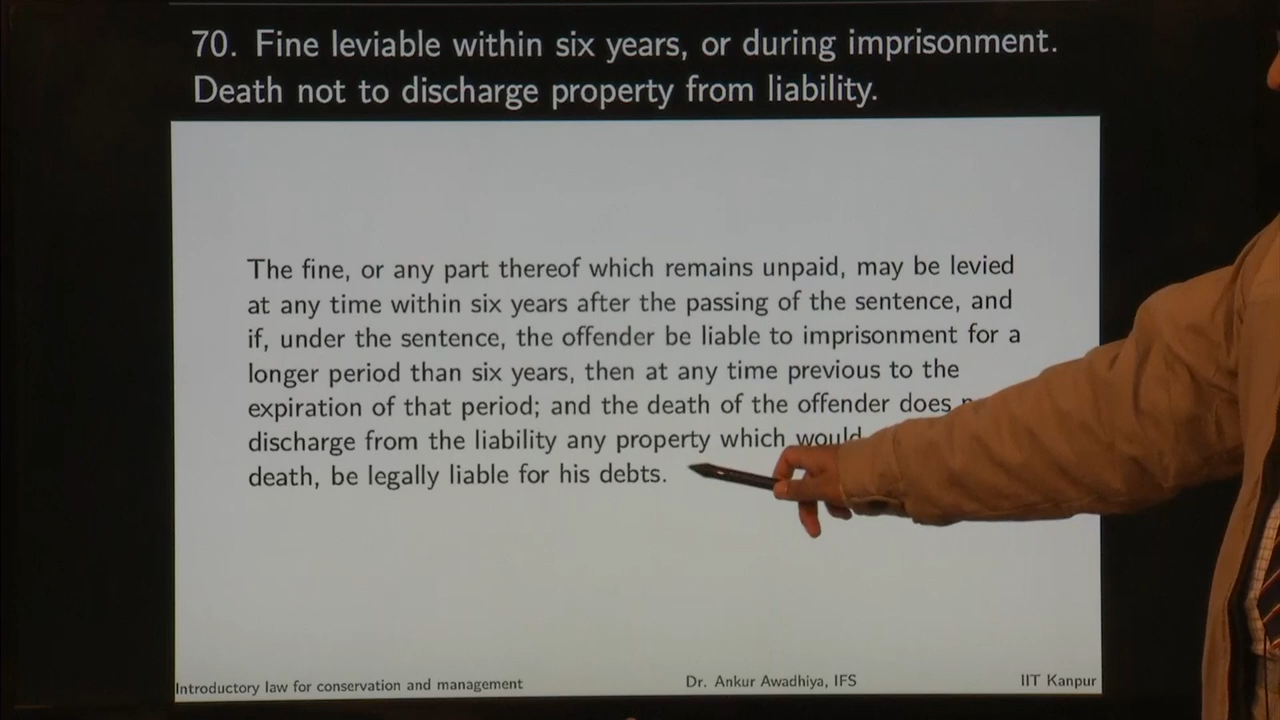 70. Fine leviable within six years, or during imprisonment.
Death not to discharge property from liability.
The fine, or any part thereof which remains unpaid, may be levied
at any time within six years after the passing of the sentence, and
if, under the sentence, the offender be liable to imprisonment for a
longer period than six years, then at any time previous to the
expiration of that period; and the death of the offender does
discharge from the liability any property which would
death, be legally liable for his debts.
Introductory law for conservation and management Dr. Ankur Awadhiya, IFS IIT Kanpur